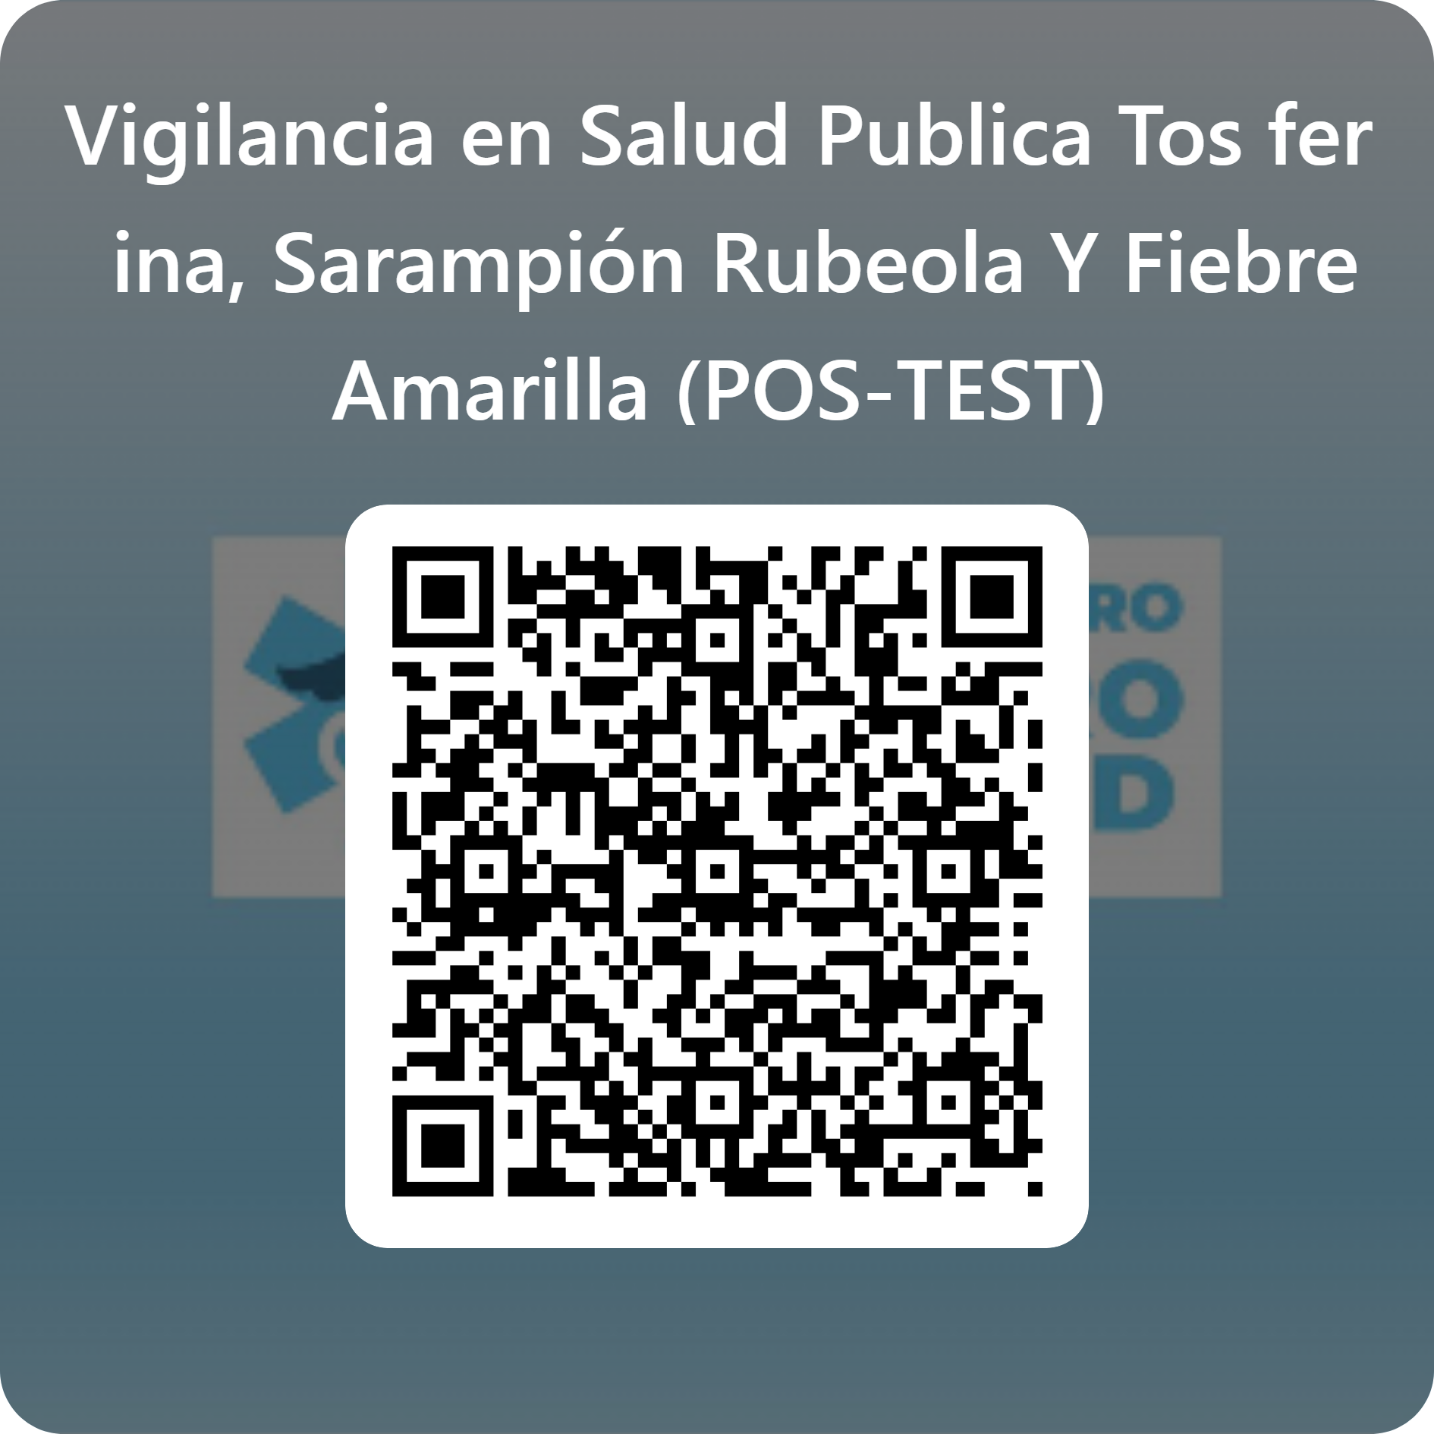 Vigilancia en Salud Publica Tos fer
ina, Sarampión Rubeola Y Fiebre
Amarilla (POS-TEST)